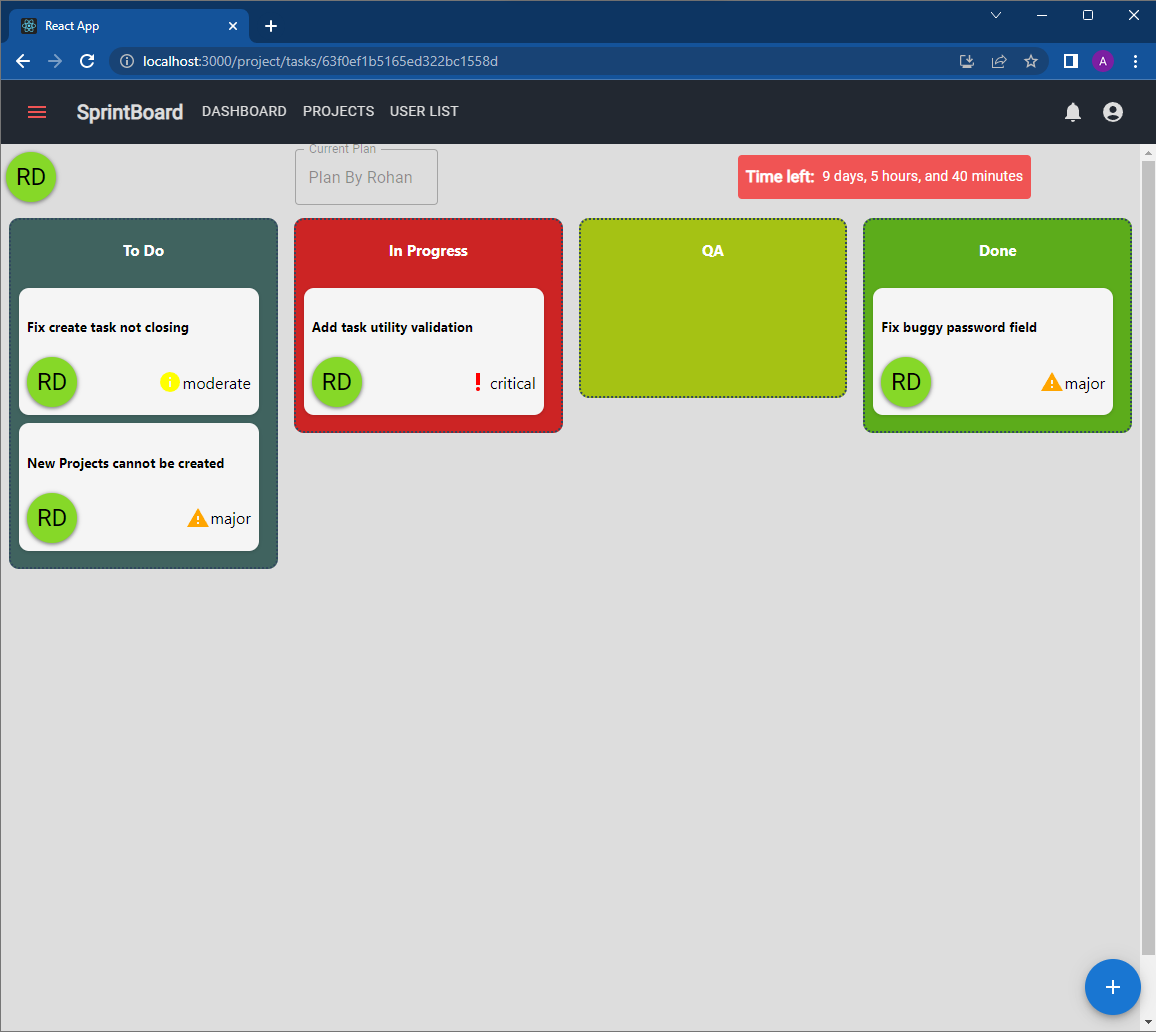 React App
localhost:3000/project/tasks/63f0ef1b5165ed322bc1558d
A
SprintBoard DASHBOARD PROJECTS USER LIST
RD
Current Plan
Plan By Rohan
Time left: 9 days, 5 hours, and 40 minutes
To Do
Fix create task not closing
RD moderate
New Projects cannot be created
RD major
In Progress
Add task utility validation
RD critical
QA
Done
Fix buggy password field
RD major